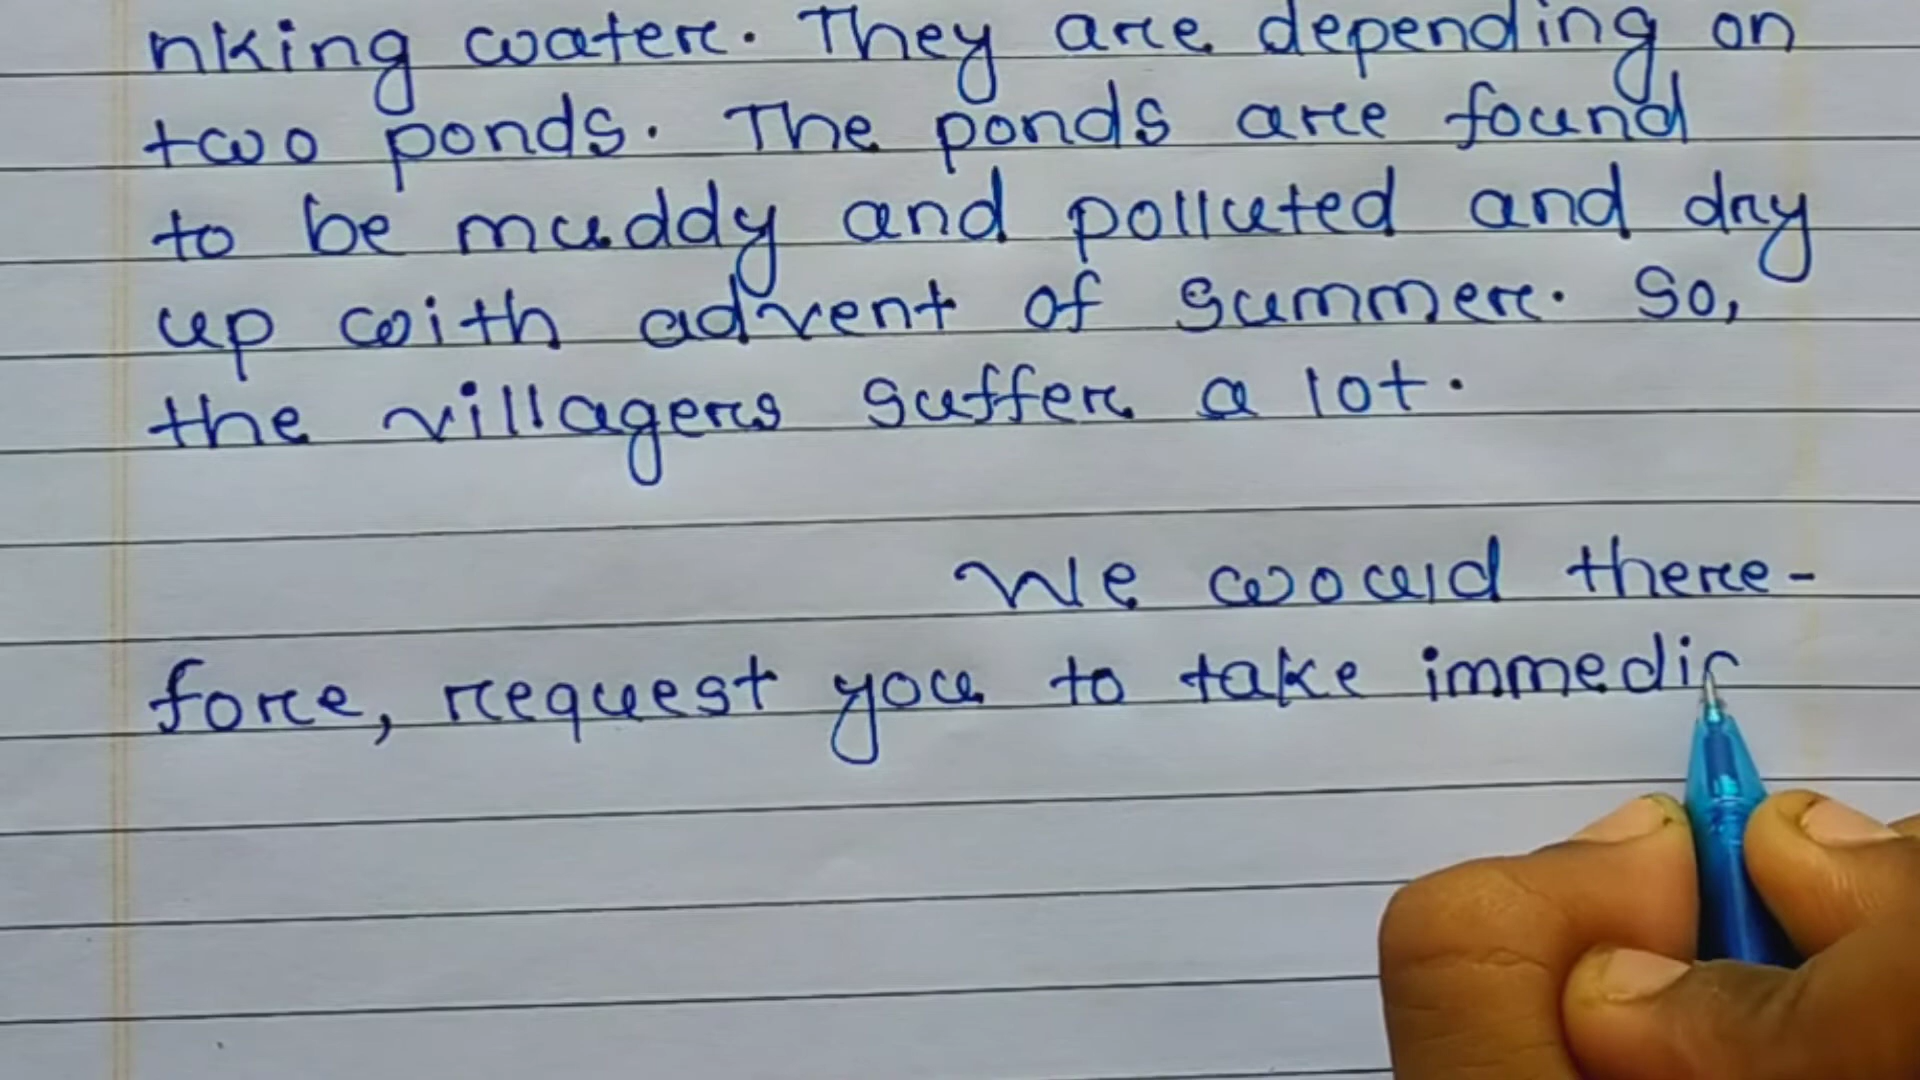 nking water. They are depending on
two ponds. The ponds are found
to be muddy and polluted and dry
up with advent of summer. So,
the villagers suffer a lot.
We would there-
fore, request you to take immedi